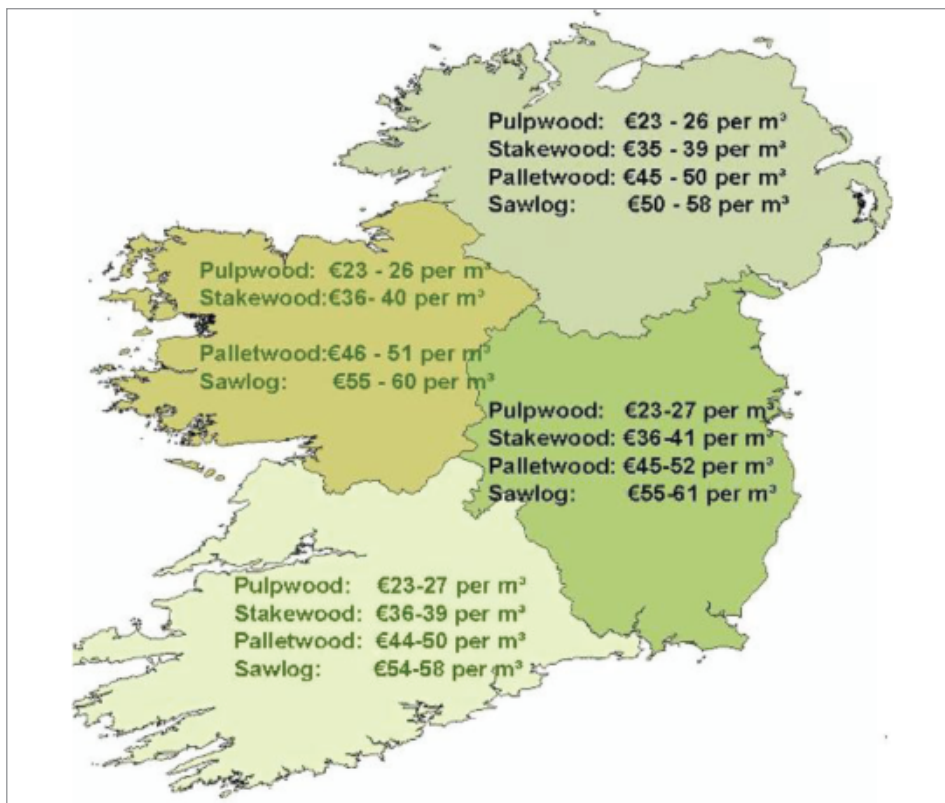 Pulpwood: €23 - 26 per m³
Stakewood: €35 - 39 per m³
Palletwood: €45 - 50 per m³
Sawlog: €50 - 58 per m³
Pulpwood: €23 - 26 per m³
Stakewood:€36- 40 per m³
Palletwood:€46 - 51 per m³
Sawlog: €55 - 60 per m³
Pulpwood: €23-27 per m³
Stakewood: €36-41 per m³
Palletwood: €45-52 per m³
Sawlog: €55-61 per m³
Pulpwood: €23-27 per m³
Stakewood: €36-39 per m³
Palletwood: €44-50 per m³
Sawlog: €54-58 per m³